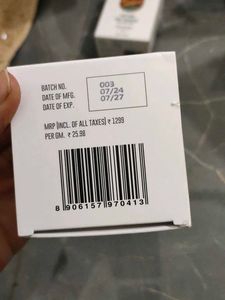 BATCH NO. 003
DATE OF MFG. 07/24
DATE OF EXP. 07/27
MRP (INCL. OF ALL TAXES) ₹ 1299
PER GM. ₹ 25.98
8 906157 970413